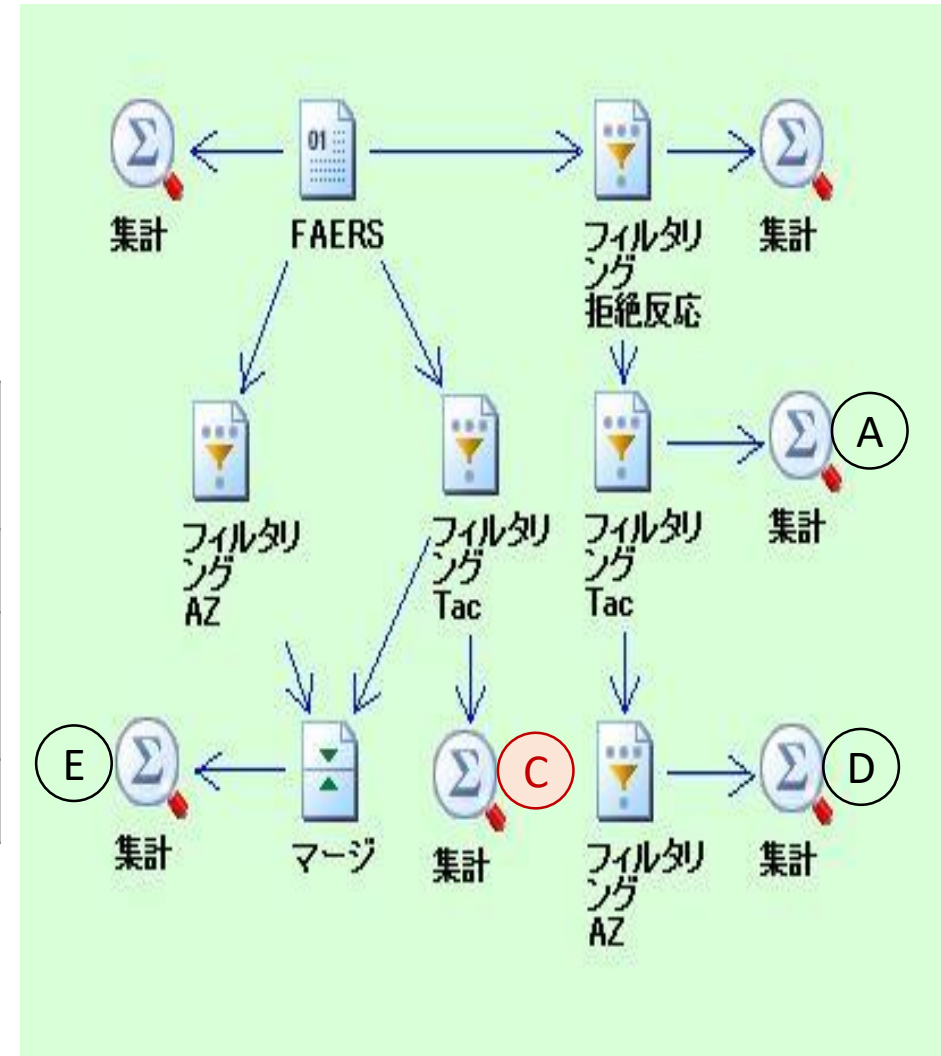 01
Σ
Σ
集計
FAERS
フィルタリ
ング
拒絶反応
集計
Σ
A
フィルタリ
ング
AZ
フィルタリ
ング
Tac
フィルタリ
ング
Tac
集計
E
Σ
Σ
C
Σ
D
集計
マージ
集計
フィルタリ
ング
AZ
集計